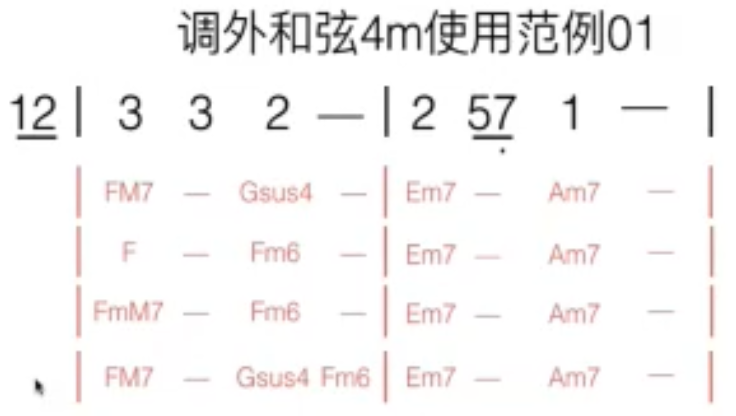 调外和弦4m使用范例01
12 | 3 3 2 — | 2 57 1 — |
| FM7 — Gsus4 — | Em7 — Am7 — |
| F — Fm6 — | Em7 — Am7 — |
| FmM7 — Fm6 — | Em7 — Am7 — |
| FM7 — Gsus4 Fm6 | Em7 — Am7 — |